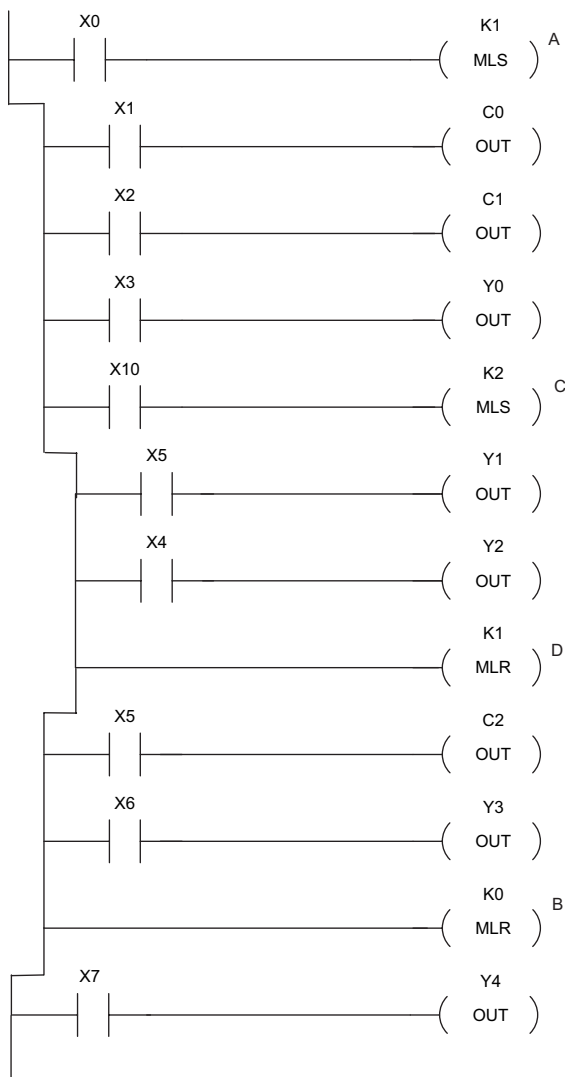 X0 K1
MLS A
X1 C0
OUT
X2 C1
OUT
X3 Y0
OUT
X10 K2
MLS C
X5 Y1
OUT
X4 Y2
OUT
K1
MLR D
X5 C2
OUT
X6 Y3
OUT
K0
MLR B
X7 Y4
OUT